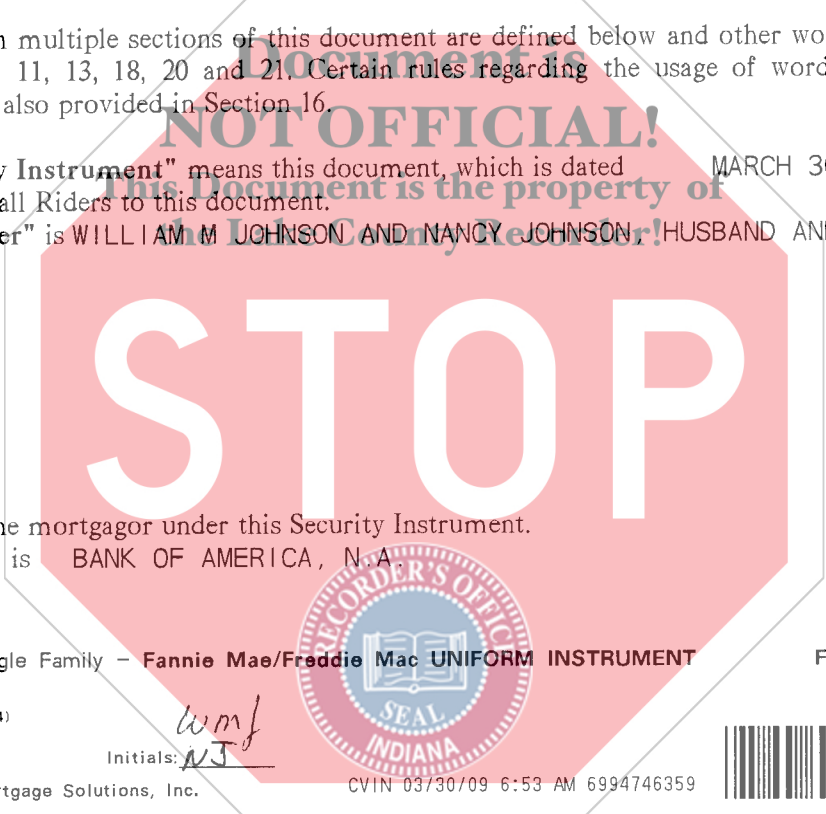 n multiple sections of this document are defined below and other wo
11, 13, 18, 20 and 21. Certain rules regarding the usage of word
also provided in Section 16.
Document is
NOT OFFICIAL!
This Document is the property of
the Lake County Recorder!
y Instrument" means this document, which is dated MARCH 30
all Riders to this document.
er" is WILLIAM M JOHNSON AND NANCY JOHNSON, HUSBAND AN
STOP
he mortgagor under this Security Instrument.
is BANK OF AMERICA, N.A.
RECORDER'S OFFICE
SEAL
INDIANA
gle Family - Fannie Mae/Freddie Mac UNIFORM INSTRUMENT F
4)
wmj
Initials: NJ
rtgage Solutions, Inc.
CVIN 03/30/09 6:53 AM 6994746359